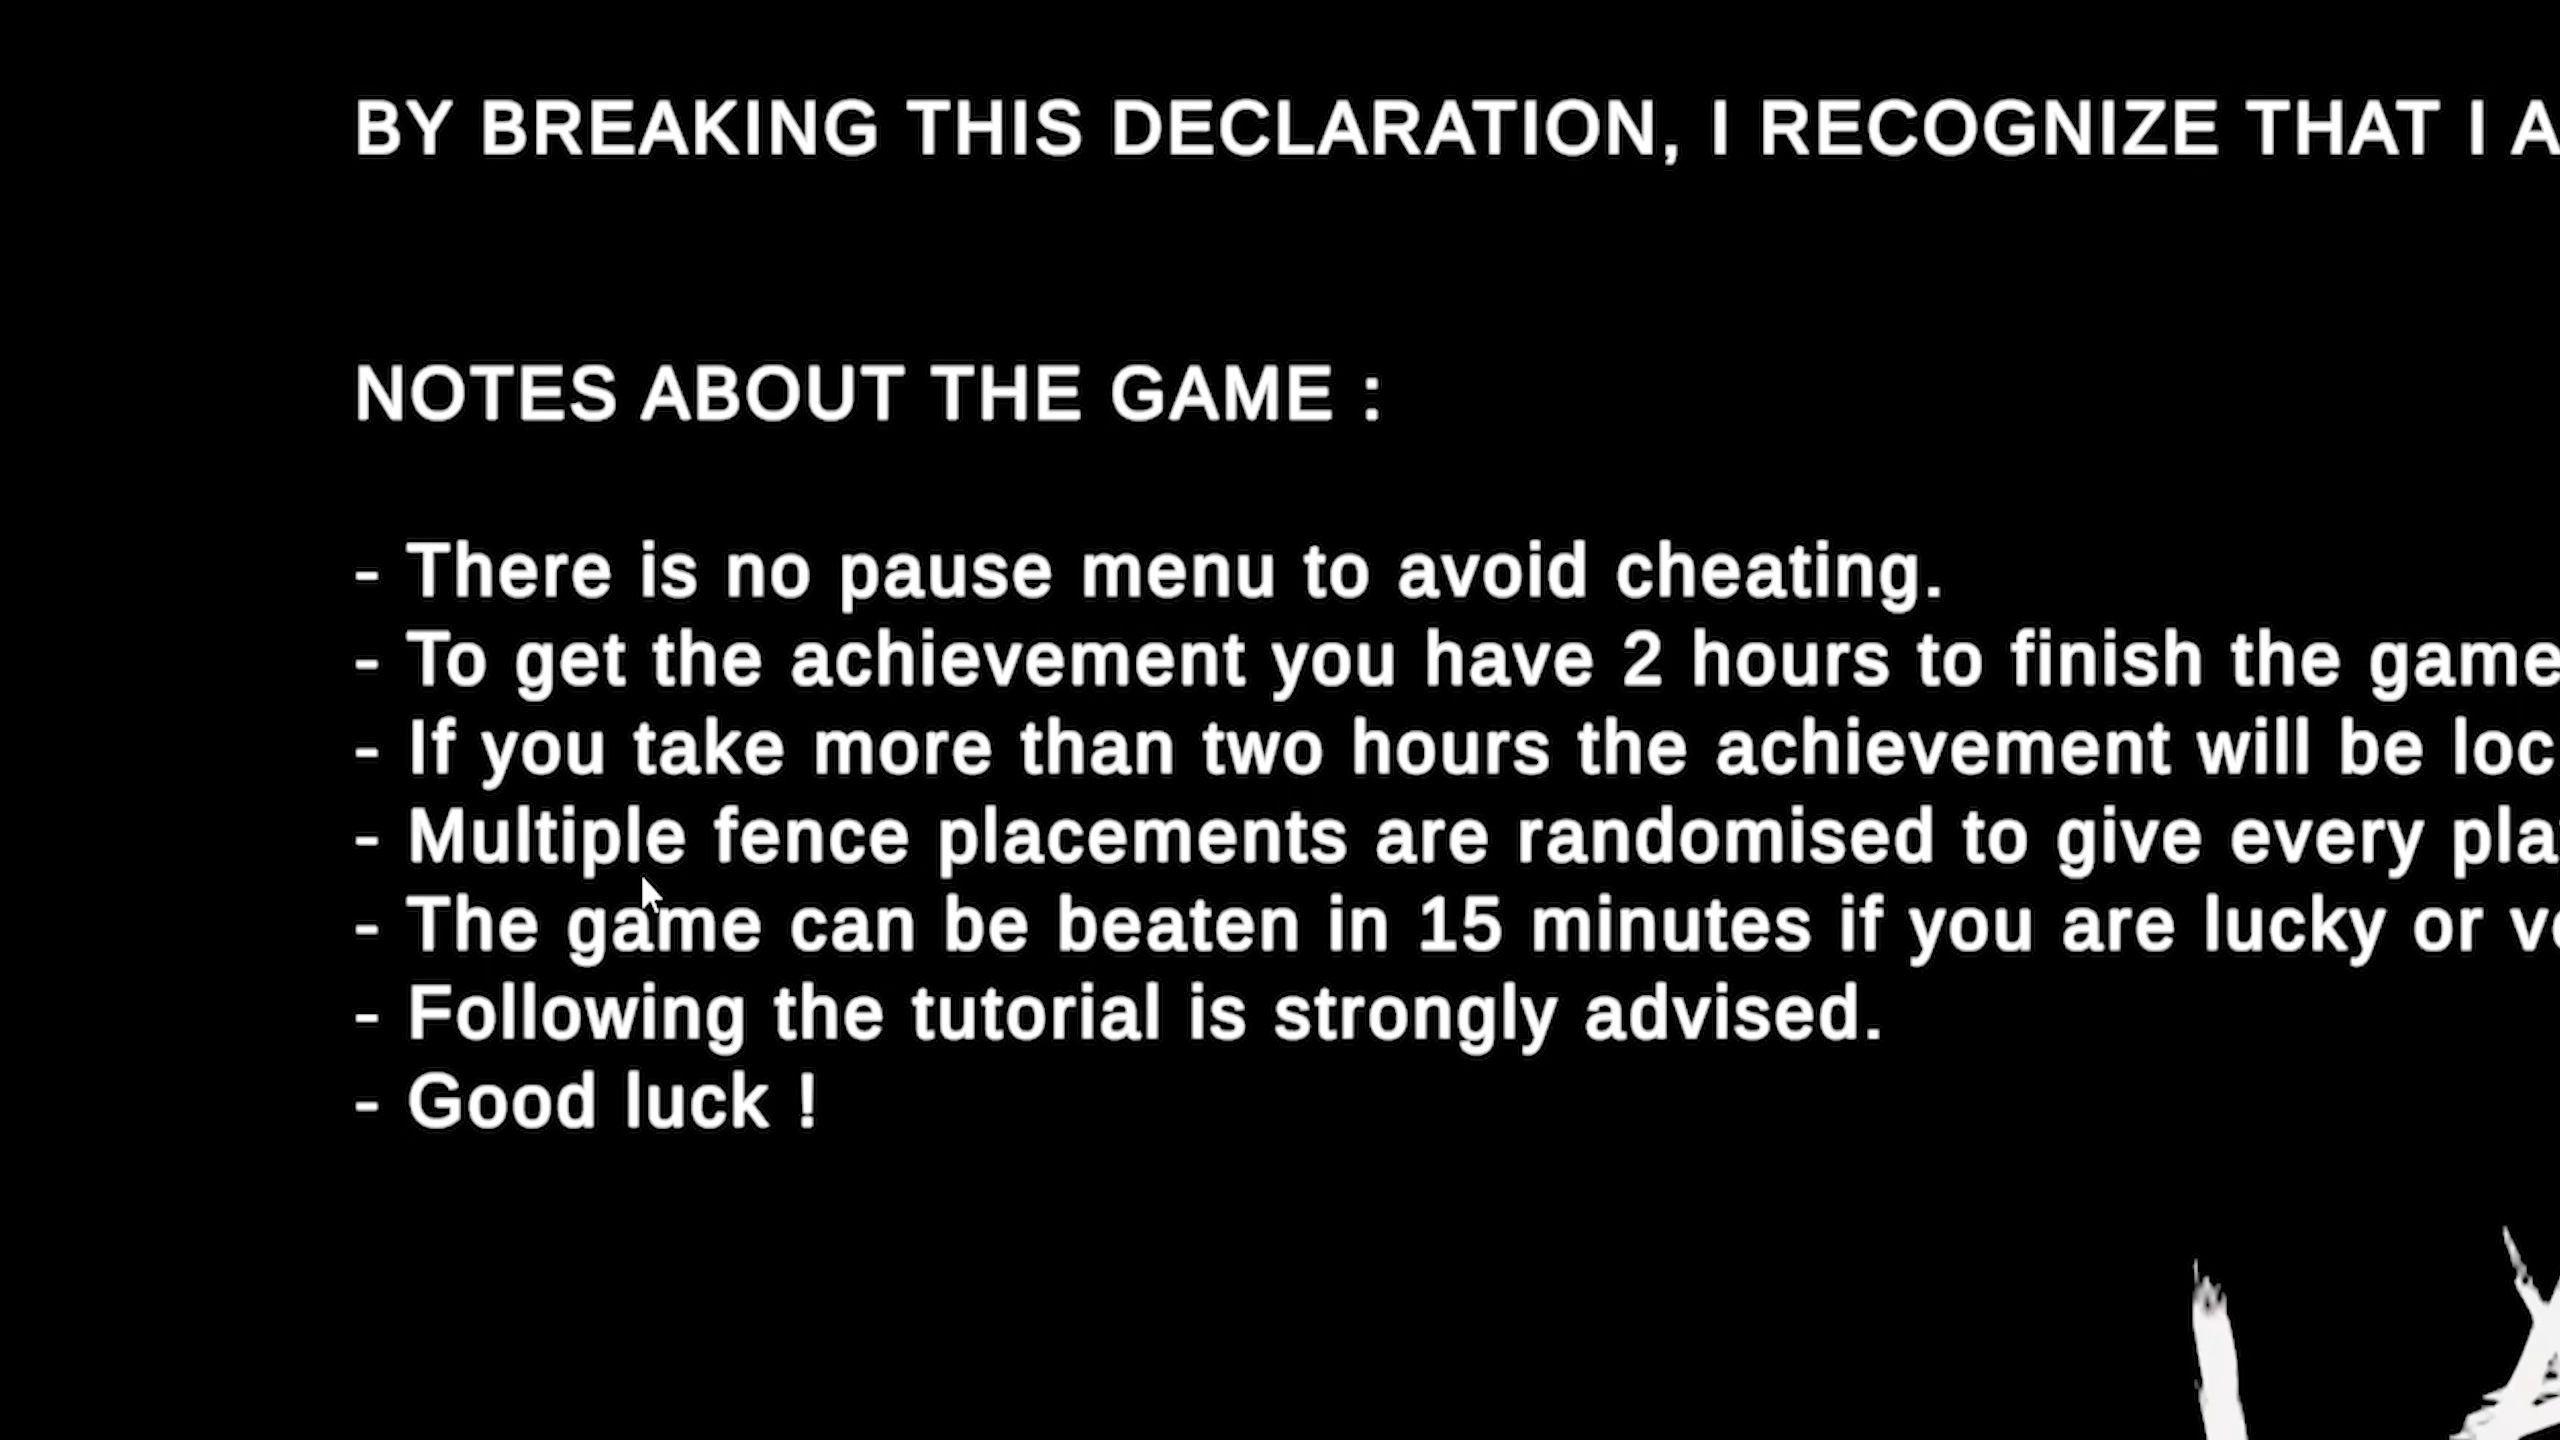 BY BREAKING THIS DECLARATION, I RECOGNIZE THAT I
NOTES ABOUT THE GAME :
- There is no pause menu to avoid cheating.
- To get the achievement you have 2 hours to finish the game
- If you take more than two hours the achievement will be
- Multiple fence placements are randomised to give every
- The game can be beaten in 15 minutes if you are lucky or
- Following the tutorial is strongly advised.
- Good luck !